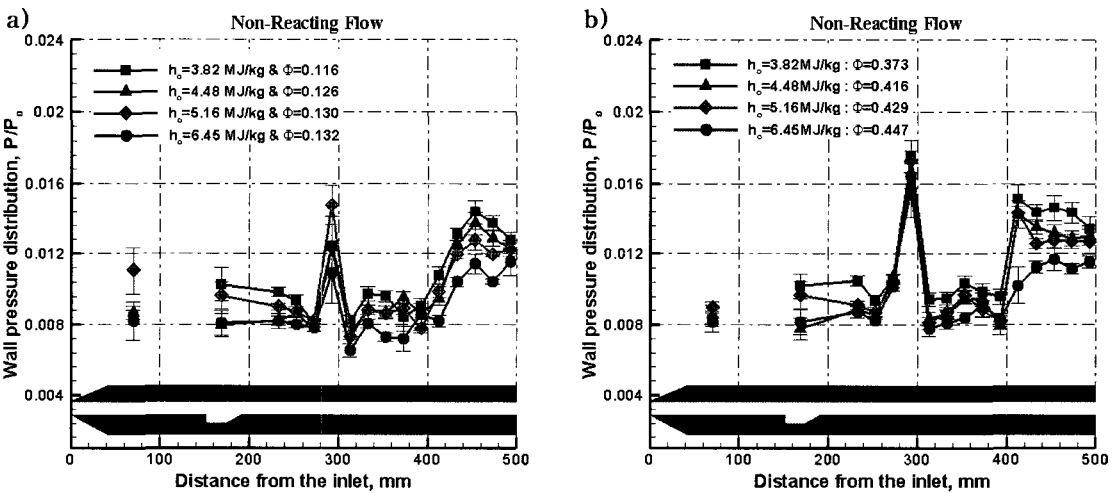 a)
Non-Reacting Flow
0.024
0.02
0.016
0.012
0.008
0.004
Wall pressure distribution, P/Pₒ
hₒ=3.82 MJ/kg & Φ=0.116
hₒ=4.48 MJ/kg & Φ=0.126
hₒ=5.16 MJ/kg & Φ=0.130
hₒ=6.45 MJ/kg & Φ=0.132
0 100 200 300 400 500
Distance from the inlet, mm
b)
Non-Reacting Flow
0.024
0.02
0.016
0.012
0.008
0.004
Wall pressure distribution, P/Pₒ
hₒ=3.82MJ/kg : Φ=0.373
hₒ=4.48MJ/kg : Φ=0.416
hₒ=5.16MJ/kg : Φ=0.429
hₒ=6.45MJ/kg : Φ=0.447
0 100 200 300 400 500
Distance from the inlet, mm